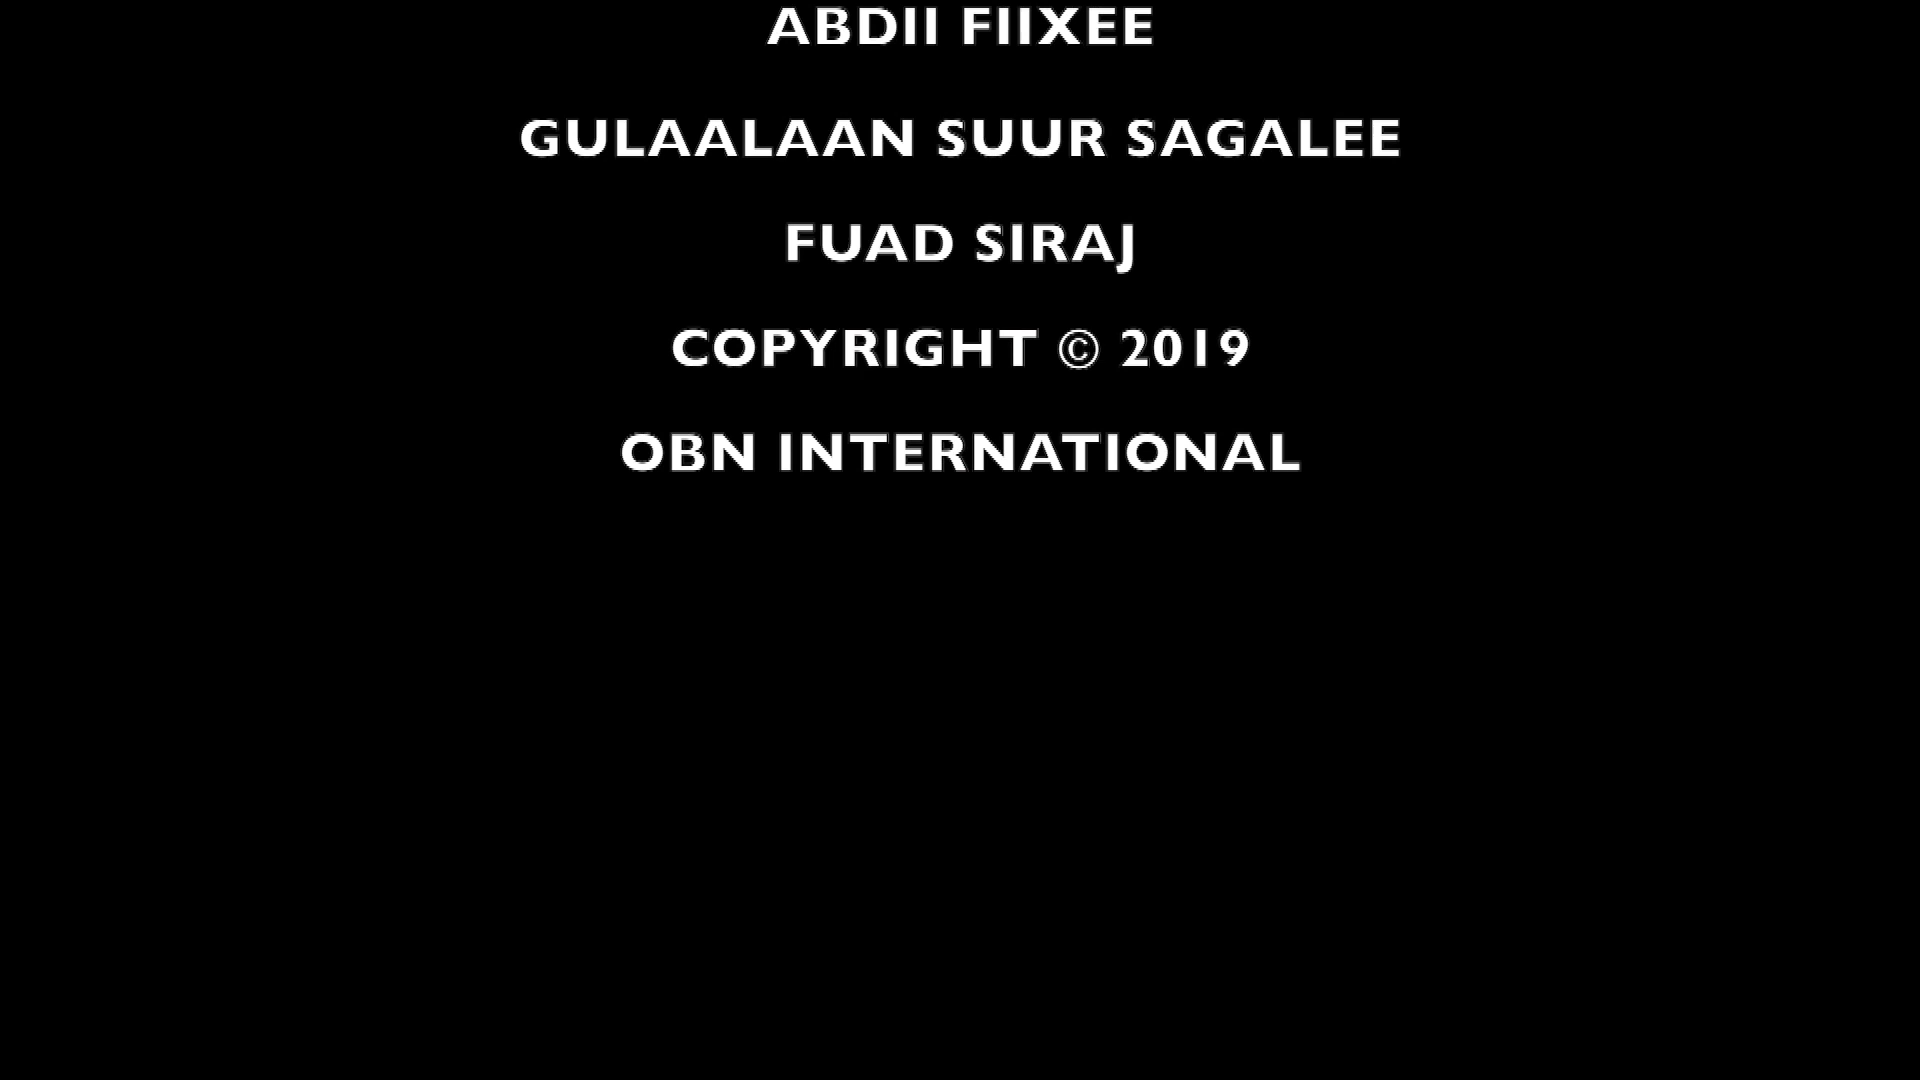 ABDII FIIXEE
GULAALAAN SUUR SAGALEE
FUAD SIRAJ
COPYRIGHT © 2019
OBN INTERNATIONAL